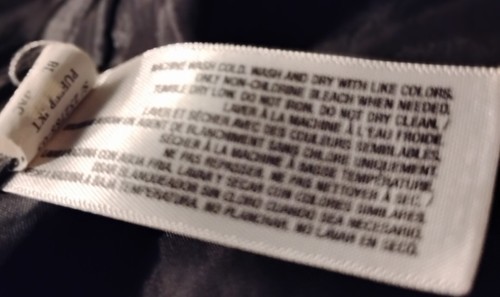 MACHINE WASH COLD. WASH AND DRY WITH LIKE COLORS.
ONLY NON-CHLORINE BLEACH WHEN NEEDED.
TUMBLE DRY LOW. DO NOT IRON. DO NOT DRY CLEAN. /
LAVER À LA MACHINE À L'EAU FROIDE
LAVER ET SÉCHER AVEC DES COULEURS SEMBLABLES.
UN AGENT DE BLANCHIMENT SANS CHLORE UNIQUEMENT
SÉCHER À LA MACHINE À BASSE TEMPÉRATURE.
NE PAS REPASSER. NE PAS NETTOYER À SEC. /
CON AGUA FRIA. LAVAR Y SECAR CON COLORES SIMILARES.
BLANQUEADOR SIN CLORO CUANDO SEA NECESARIO.
A BAJA TEMPERATURA. NO PLANCHAR. NO LAVAR EN SECO.